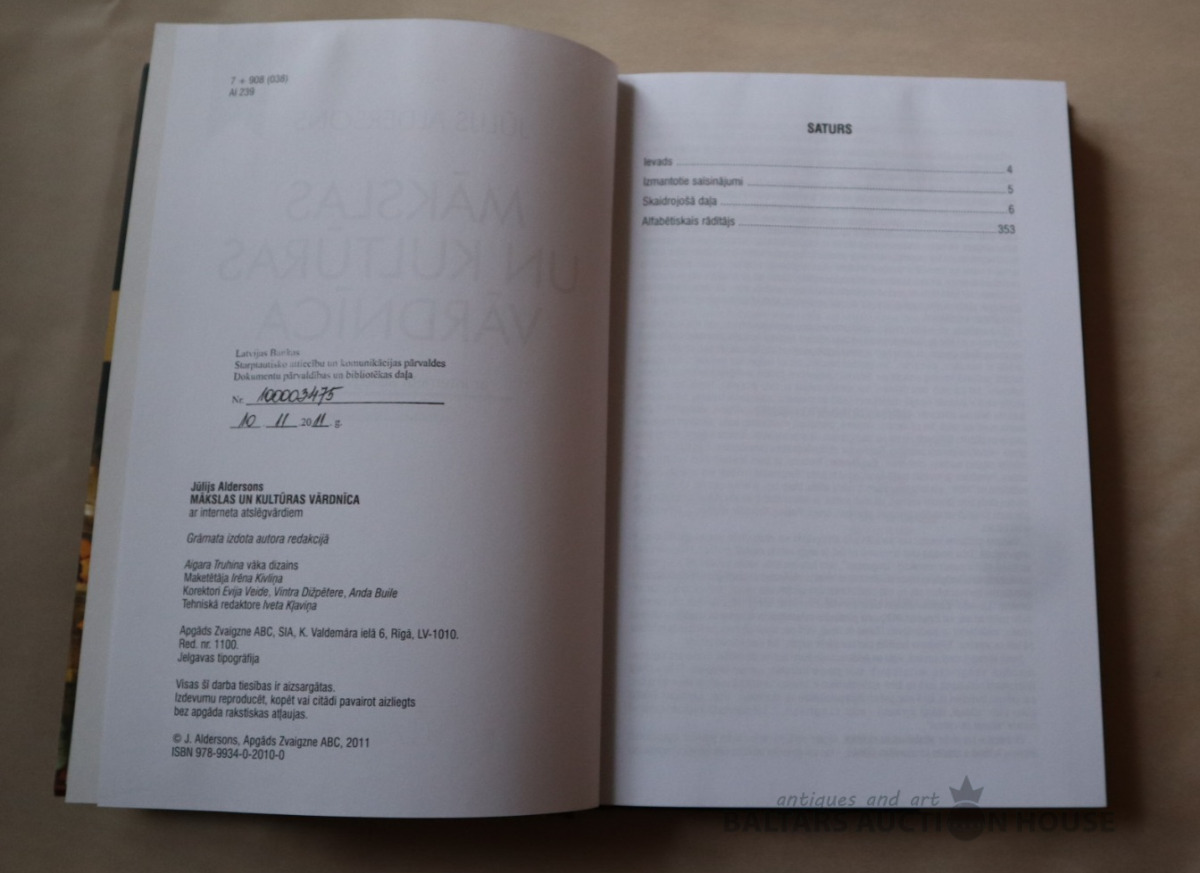 7 + 908 (038)
Al 239
JŪLIJS ALDERSONS
MĀKSLAS
UN KULTŪRAS
VĀRDNĪCA
Latvijas Bankas
Starptautisko attiecību un komunikācijas pārvaldes
Dokumentu pārvaldības un bibliotēkas daļa
Nr. 100003475
10. 11. 2011. g.
Jūlijs Aldersons
MĀKSLAS UN KULTŪRAS VĀRDNĪCA
ar interneta atslēgvārdiem
Grāmata izdota autora redakcijā
Aigara Truhina vāka dizains
Maketētāja Irēna Kivliņa
Korektori Evija Veide, Vintra Dižpētere, Anda Buile
Tehniskā redaktore Iveta Kļaviņa
Apgāds Zvaigzne ABC, SIA, K. Valdemāra ielā 6, Rīgā, LV-1010.
Red. nr. 1100.
Jelgavas tipogrāfija
Visas šī darba tiesības ir aizsargātas.
Izdevumu reproducēt, kopēt vai citādi pavairot aizliegts
bez apgāda rakstiskas atļaujas.
© J. Aldersons, Apgāds Zvaigzne ABC, 2011
ISBN 978-9934-0-2010-0
SATURS
Ievads 4
Izmantotie saīsinājumi 5
Skaidrojošā daļa 6
Alfabētiskais rādītājs 353
antiques and art
BALTARS AUCTION HOUSE